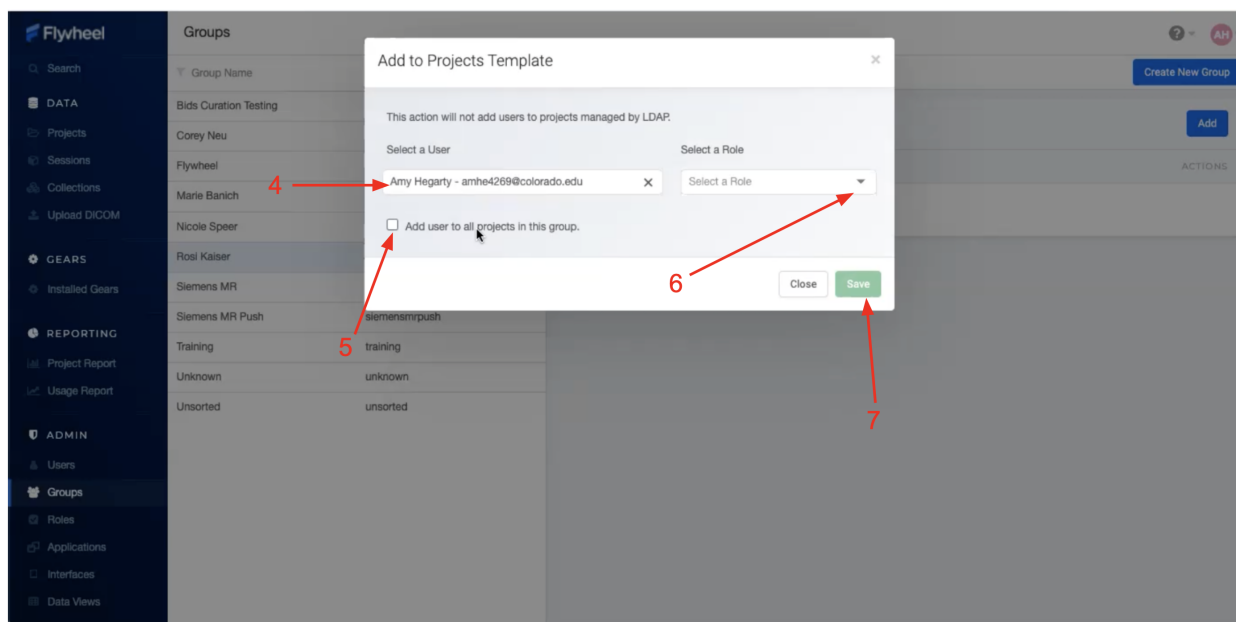 Flywheel
Groups
AH
Search
Group Name
Create New Group
DATA
Bids Curation Testing
Projects
Corey Neu
Add
Sessions
Flywheel
ACTIONS
Collections
Marie Banich
Upload DICOM
Nicole Speer
GEARS
Rosi Kaiser
Installed Gears
Siemens MR
Siemens MR Push
siemensmrpush
REPORTING
Training
training
Project Report
Unknown
unknown
Usage Report
Unsorted
unsorted
ADMIN
Users
Groups
Roles
Applications
Interfaces
Data Views
Add to Projects Template
×
This action will not add users to projects managed by LDAP.
Select a User
Select a Role
4
Amy Hegarty - amhe4269@colorado.edu
Select a Role
Add user to all projects in this group.
5
6
Close
Save
7